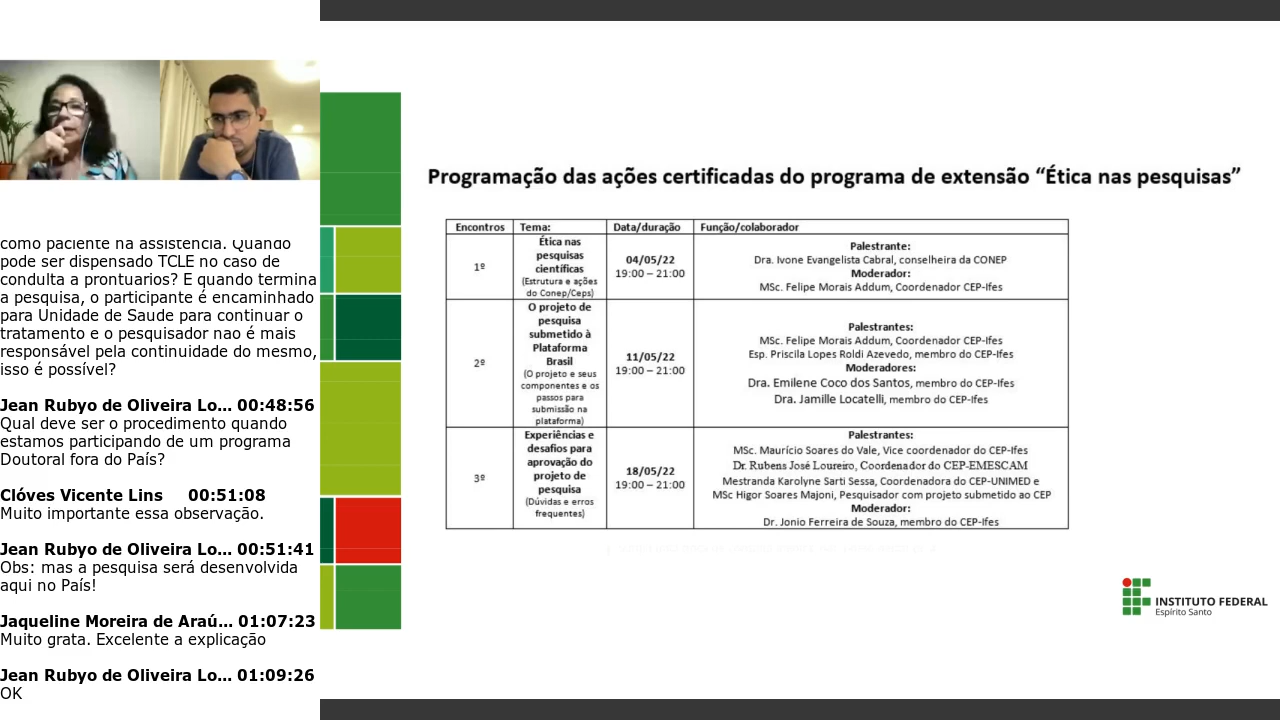 como paciente na assistência. Quando
pode ser dispensado TCLE no caso de
condulta a prontuarios? E quando termina
a pesquisa, o participante é encaminhado
para Unidade de Saude para continuar o
tratamento e o pesquisador nao é mais
responsável pela continuidade do mesmo,
isso é possível?
Jean Rubyo de Oliveira Lo... 00:48:56
Qual deve ser o procedimento quando
estamos participando de um programa
Doutoral fora do País?
Clóves Vicente Lins 00:51:08
Muito importante essa observação.
Jean Rubyo de Oliveira Lo... 00:51:41
Obs: mas a pesquisa será desenvolvida
aqui no País!
Jaqueline Moreira de Araú... 01:07:23
Muito grata. Excelente a explicação
Jean Rubyo de Oliveira Lo... 01:09:26
OK
Programação das ações certificadas do programa de extensão “Ética nas pesquisas”
Encontros Tema: Data/duração Função/colaborador
1º
Ética nas
pesquisas
científicas
(Estrutura e ações
do Conep/Ceps)
04/05/22
19:00 – 21:00
Palestrante:
Dra. Ivone Evangelista Cabral, conselheira da CONEP
Moderador:
MSc. Felipe Morais Addum, Coordenador CEP-Ifes
2º
O projeto de
pesquisa
submetido à
Plataforma
Brasil
(O projeto e seus
componentes e os
passos para
submissão na
plataforma)
11/05/22
19:00 – 21:00
Palestrantes:
MSc. Felipe Morais Addum, Coordenador CEP-Ifes
Esp. Priscila Lopes Roldi Azevedo, membro do CEP-Ifes
Moderadores:
Dra. Emilene Coco dos Santos, membro do CEP-Ifes
Dra. Jamille Locatelli, membro do CEP-Ifes
3º
Experiências e
desafios para
aprovação do
projeto de
pesquisa
(Dúvidas e erros
frequentes)
18/05/22
19:00 – 21:00
Palestrantes:
MSc. Maurício Soares do Vale, Vice coordenador do CEP-Ifes
Dr. Rubens José Loureiro, Coordenador do CEP-EMESCAM
Mestranda Karolyne Sarti Sessa, Coordenadora do CEP-UNIMED e
MSc Higor Soares Majoni, Pesquisador com projeto submetido ao CEP
Moderador:
Dr. Jonio Ferreira de Souza, membro do CEP-Ifes
INSTITUTO FEDERAL
Espírito Santo